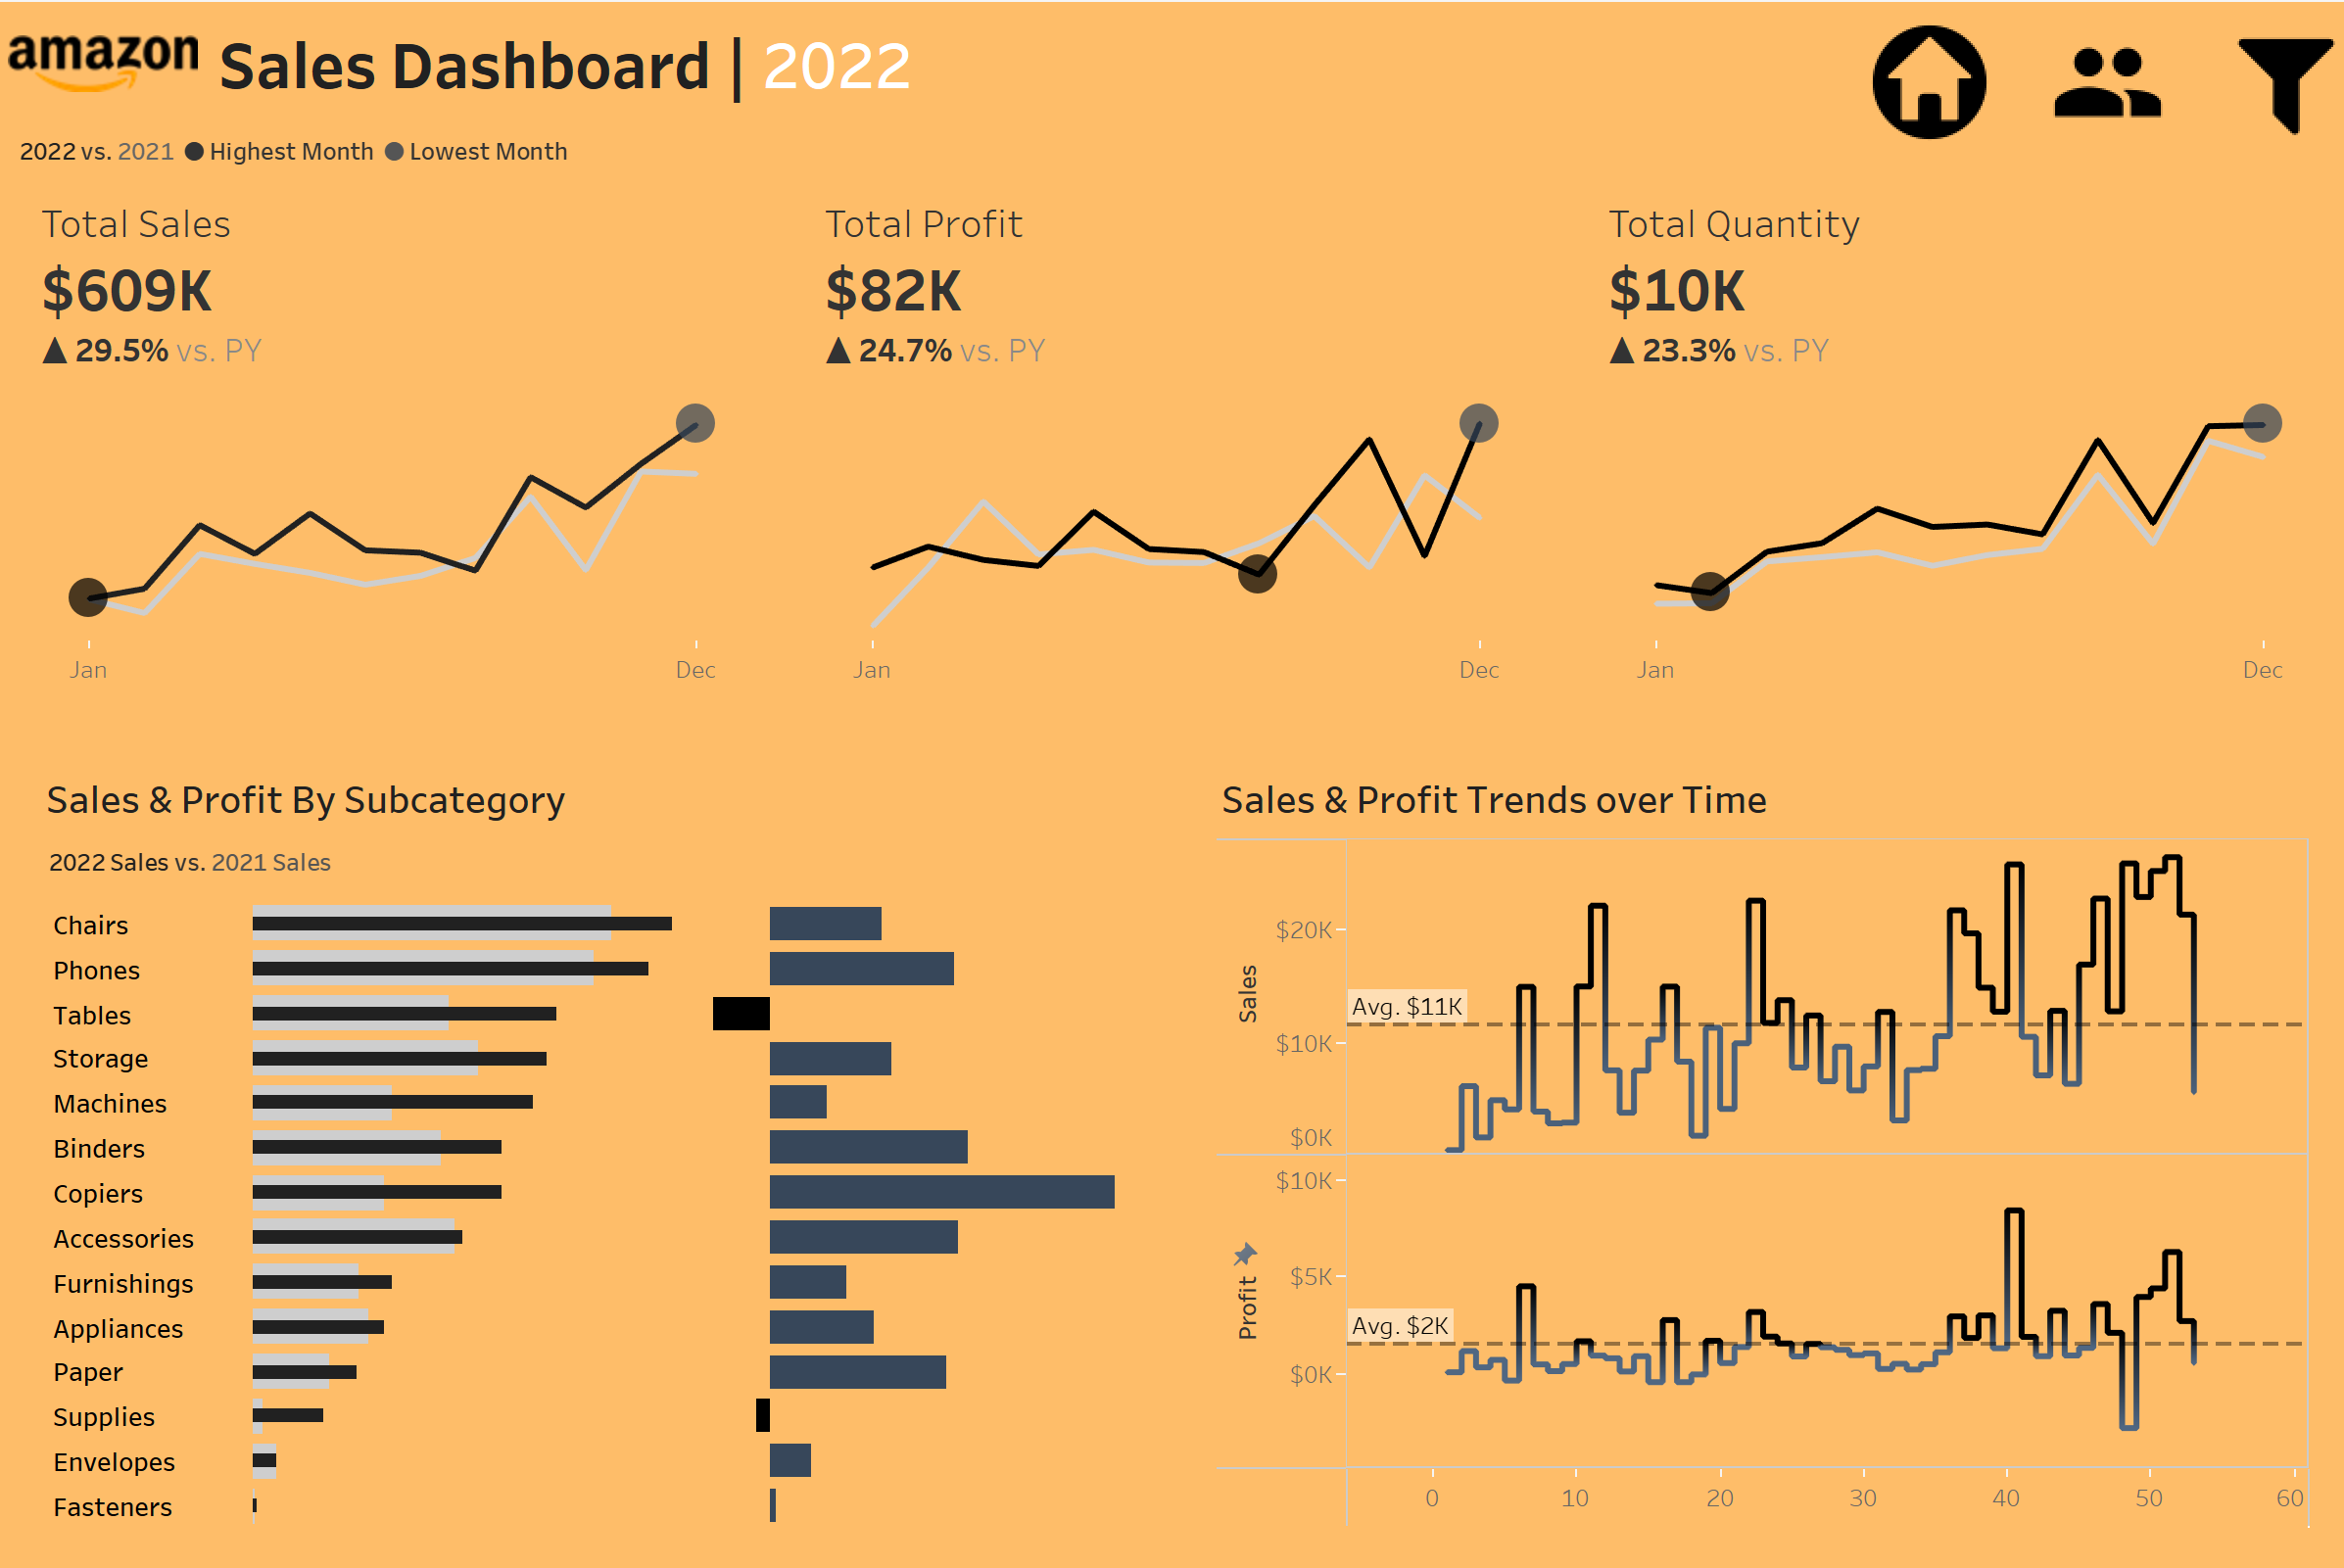 amazon Sales Dashboard | 2022
2022 vs. 2021 Highest Month Lowest Month
Total Sales
$609K
▲ 29.5% vs. PY
Jan Dec
Total Profit
$82K
▲ 24.7% vs. PY
Jan Dec
Total Quantity
$10K
▲ 23.3% vs. PY
Jan Dec
Sales & Profit By Subcategory
2022 Sales vs. 2021 Sales
Chairs
Phones
Tables
Storage
Machines
Binders
Copiers
Accessories
Furnishings
Appliances
Paper
Supplies
Envelopes
Fasteners
Sales & Profit Trends over Time
Sales
$20K
Avg. $11K
$10K
$0K
Profit
$10K
$5K
Avg. $2K
$0K
0 10 20 30 40 50 60